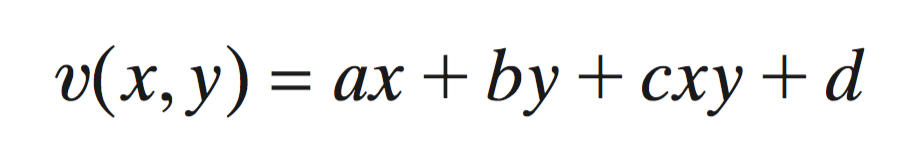 v(x, y) = ax + by + cxy + d